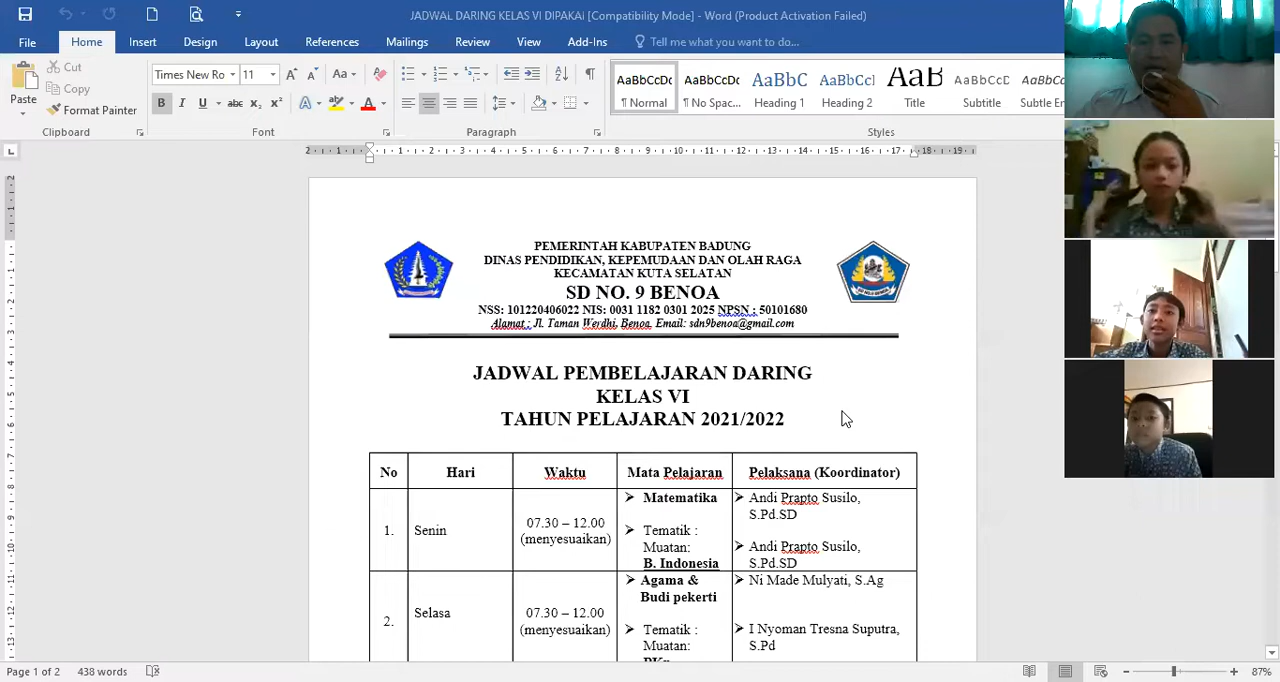 JADWAL DARING KELAS VI DIPAKAI [Compatibility Mode] - Word (Product Activation Failed)
File Home Insert Design Layout References Mailings Review View Add-Ins Tell me what you want to do...
Paste
Cut
Copy
Format Painter
Times New Ro 11
AaBbCcDc AaBbCcDc AaBbC AaBbCcI AaB AaBbCcD AaBbCcDc
¶ Normal ¶ No Spac... Heading 1 Heading 2 Title Subtitle Subtle Em
Clipboard Font Paragraph Styles
PEMERINTAH KABUPATEN BADUNG
DINAS PENDIDIKAN, KEPEMUDAAN DAN OLAH RAGA
KECAMATAN KUTA SELATAN
SD NO. 9 BENOA
NSS: 101220406022 NIS: 0031 1182 0301 2025 NPSN : 50101680
Alamat : Jl. Taman Werdhi, Benoa. Email: sdn9benoa@gmail.com
JADWAL PEMBELAJARAN DARING
KELAS VI
TAHUN PELAJARAN 2021/2022
No Hari Waktu Mata Pelajaran Pelaksana (Koordinator)
1. Senin
07.30 – 12.00
(menyesuaikan)
Matematika
Tematik :
Muatan:
B. Indonesia
Andi Prapto Susilo,
S.Pd.SD
Andi Prapto Susilo,
S.Pd.SD
2. Selasa
07.30 – 12.00
(menyesuaikan)
Agama &
Budi pekerti
Tematik :
Muatan:
PKn
Ni Made Mulyati, S.Ag
I Nyoman Tresna Suputra,
S.Pd
Page 1 of 2 438 words 87%